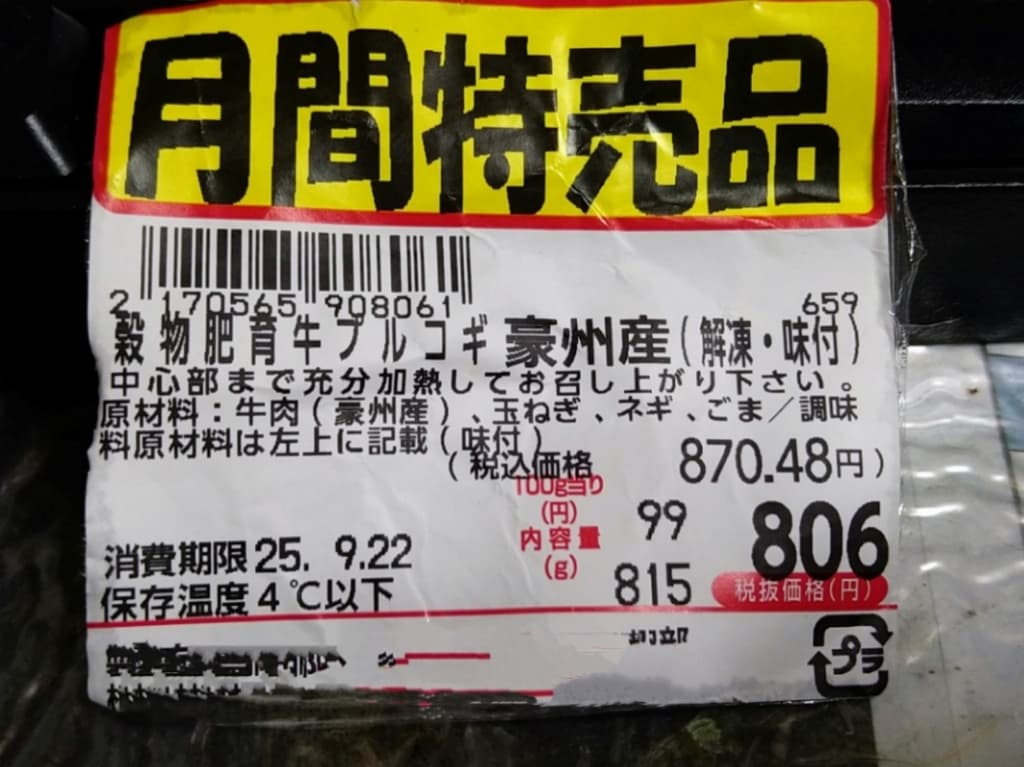 月間特売品
2 170565 908061
659
穀物肥育牛プルコギ 豪州産(解凍・味付)
中心部まで充分加熱してお召し上がり下さい。
原材料:牛肉(豪州産)、玉ねぎ、ネギ、ごま/調味
料原材料は左上に記載(味付)
(税込価格 870.48円)
100g当り
(円)
99
806
内容量
(g)
815
税抜価格(円)
消費期限 25. 9.22
保存温度 4℃以下
プラ